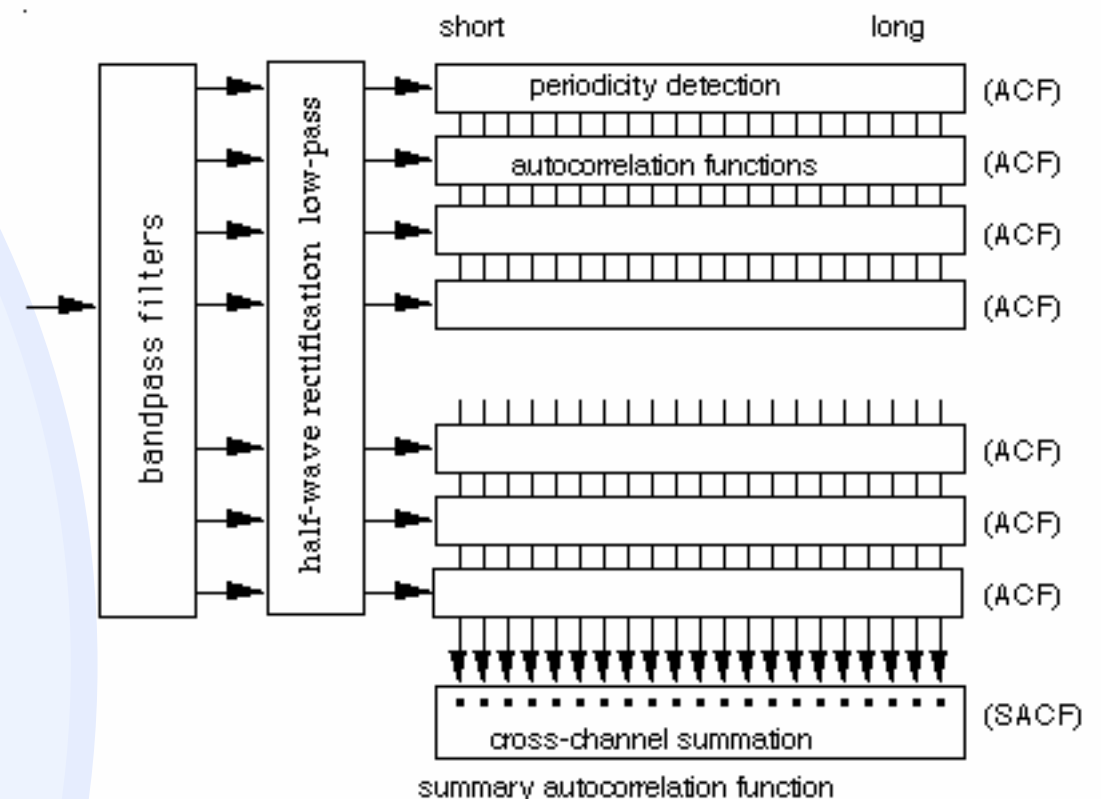 short long
periodicity detection (ACF)
autocorrelation functions (ACF)
(ACF)
(ACF)
bandpass filters
half-wave rectification low-pass
(ACF)
(ACF)
(ACF)
(SACF)
cross-channel summation
summary autocorrelation function